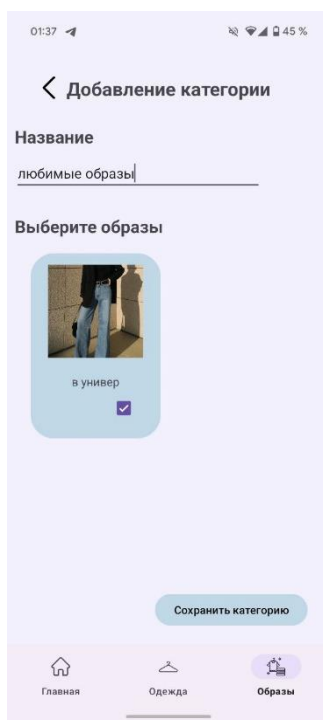 01:37
45 %
Добавление категории
Название
любимые образы
Выберите образы
в универ
Сохранить категорию
Главная
Одежда
Образы